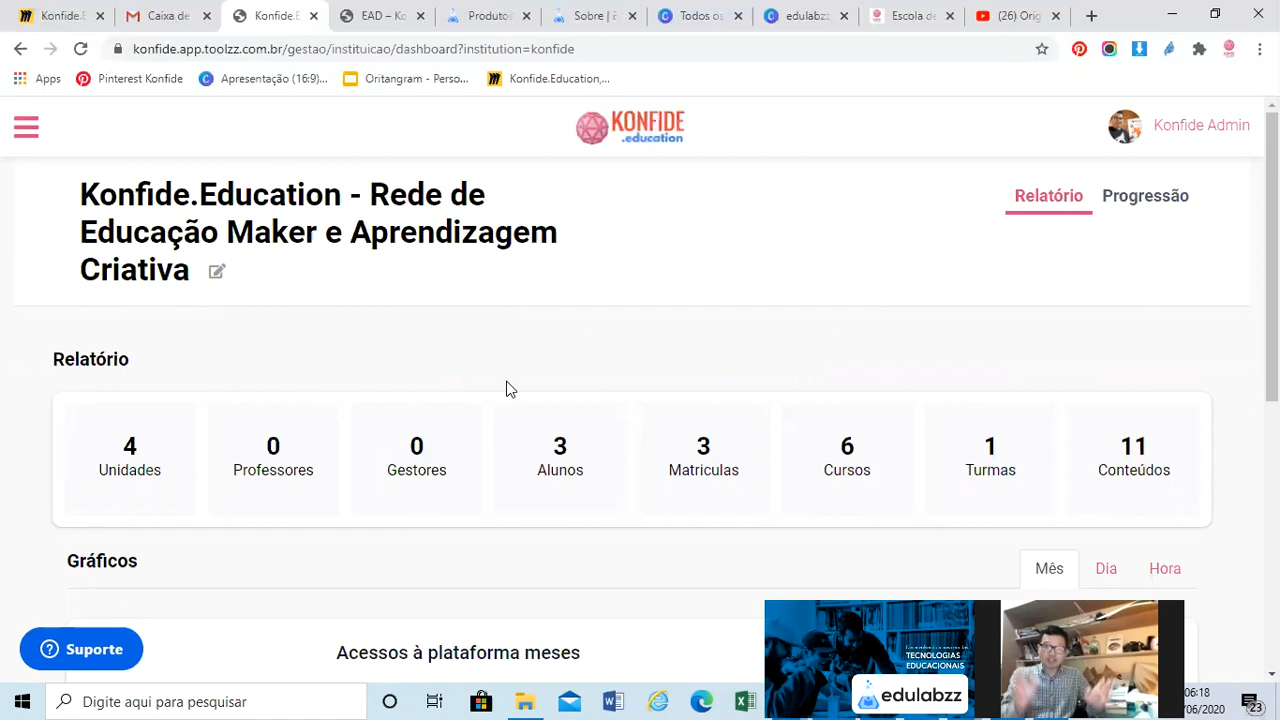 Konfide.E
Caixa de
Konfide.E
EAD – Ko
Produtos
Sobre | E
Todos o
edulabzz
Escola de
(26) Orig
konfide.app.toolzz.com.br/gestao/instituicao/dashboard?institution=konfide
Apps
Pinterest Konfide
Apresentação (16:9)...
Oritangram - Perso...
Konfide.Education,...
KONFIDE
.education
Konfide Admin
Konfide.Education - Rede de
Educação Maker e Aprendizagem
Criativa
Relatório
Progressão
Relatório
4
Unidades
0
Professores
0
Gestores
3
Alunos
3
Matriculas
6
Cursos
1
Turmas
11
Conteúdos
Gráficos
Mês
Dia
Hora
Acessos à plataforma meses
Suporte
TECNOLOGIAS
EDUCACIONAIS
edulabzz
Digite aqui para pesquisar
06:18
/06/2020
23